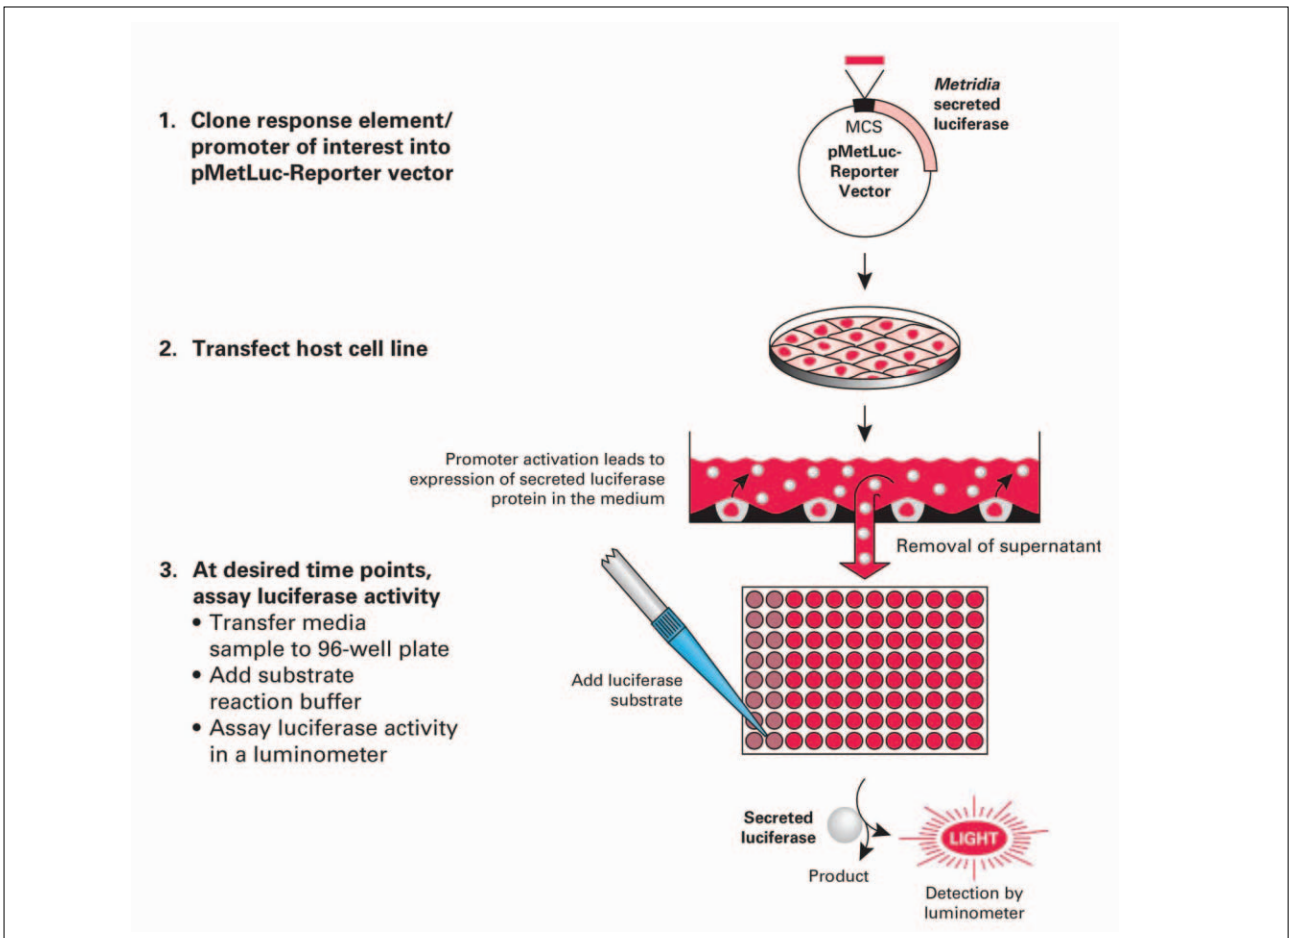 1. Clone response element/
promoter of interest into
pMetLuc-Reporter vector
Metridia
secreted
luciferase
MCS
pMetLuc-
Reporter
Vector
2. Transfect host cell line
Promoter activation leads to
expression of secreted luciferase
protein in the medium
Removal of supernatant
3. At desired time points,
assay luciferase activity
• Transfer media
sample to 96-well plate
• Add substrate
reaction buffer
• Assay luciferase activity
in a luminometer
Add luciferase
substrate
Secreted
luciferase
Product
LIGHT
Detection by
luminometer